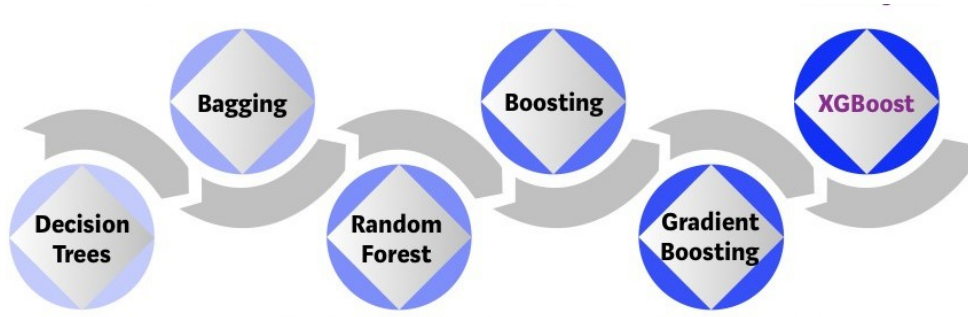 Decision
Trees
Bagging
Random
Forest
Boosting
Gradient
Boosting
XGBoost